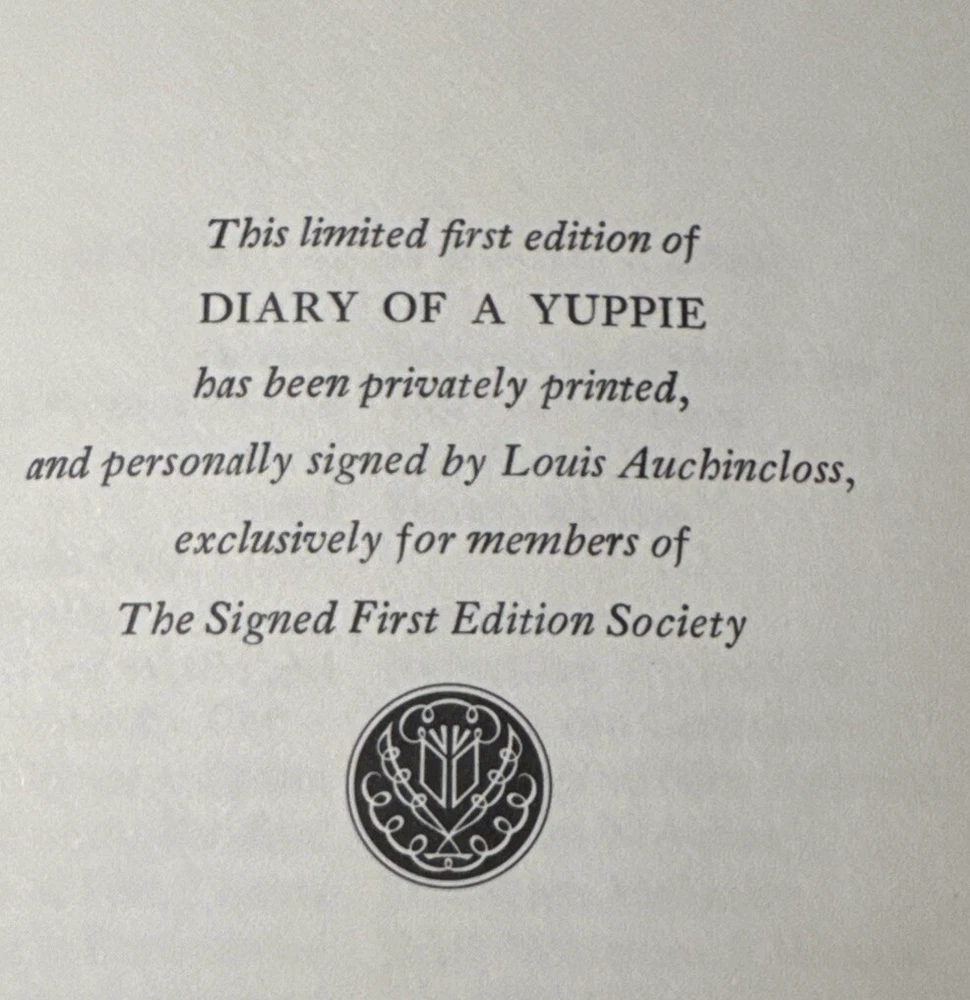 This limited first edition of
DIARY OF A YUPPIE
has been privately printed,
and personally signed by Louis Auchincloss,
exclusively for members of
The Signed First Edition Society